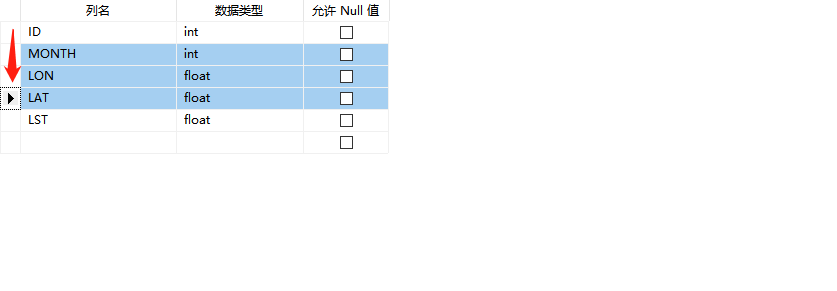 列名 数据类型 允许 Null 值
ID int
MONTH int
LON float
LAT float
LST float